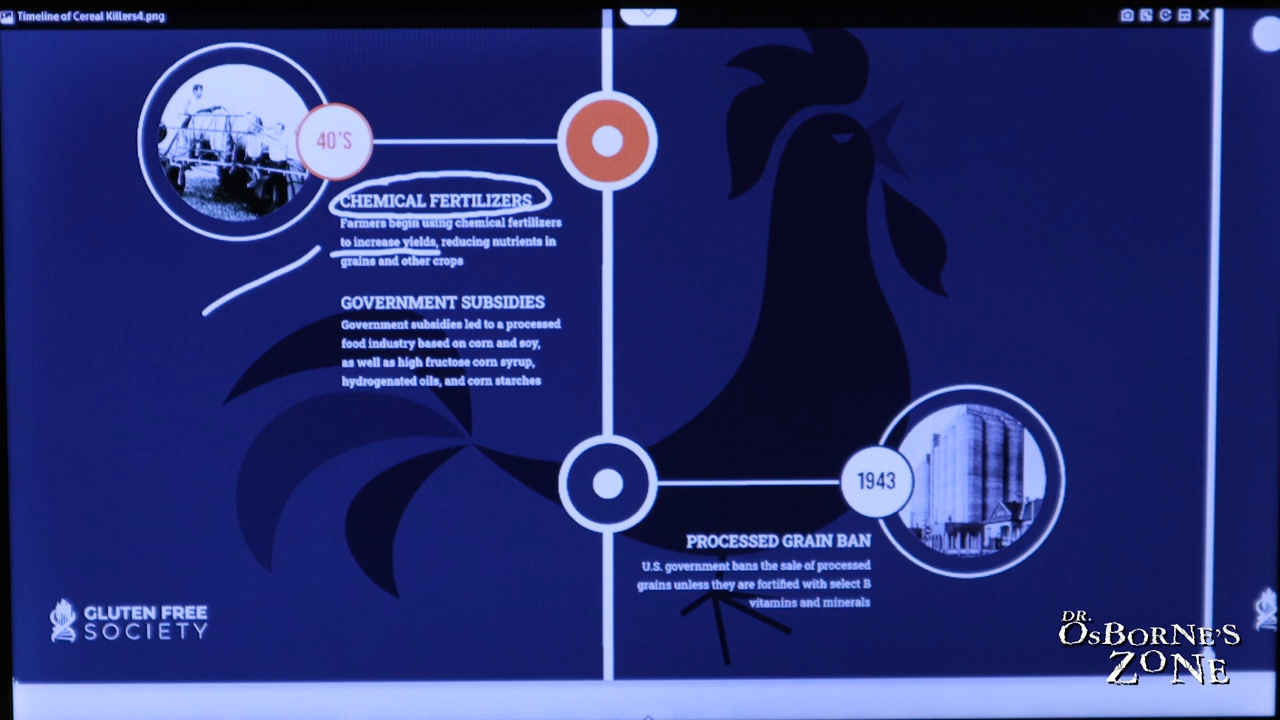 Timeline of Cereal Killers4.png
40'S
CHEMICAL FERTILIZERS
Farmers begin using chemical fertilizers
to increase yields, reducing nutrients in
grains and other crops
GOVERNMENT SUBSIDIES
Government subsidies led to a processed
food industry based on corn and soy,
as well as high fructose corn syrup,
hydrogenated oils, and corn starches
1943
PROCESSED GRAIN BAN
U.S. government bans the sale of processed
grains unless they are fortified with select B
vitamins and minerals
GLUTEN FREE
SOCIETY
DR.
OSBORNE'S
ZONE